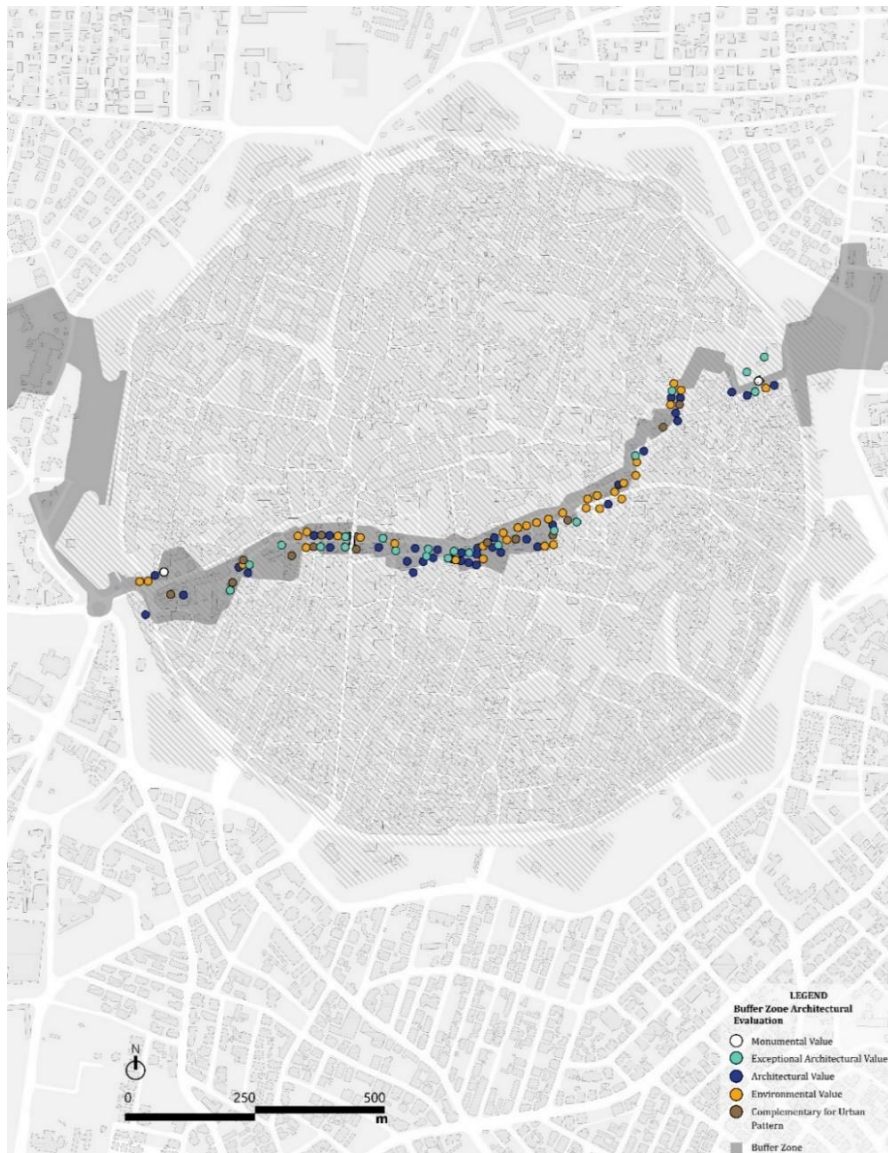 LEGEND
Buffer Zone Architectural
Evaluation
Monumental Value
Exceptional Architectural Value
Architectural Value
Environmental Value
Complementary for Urban
Pattern
Buffer Zone
N
0 250 500
m